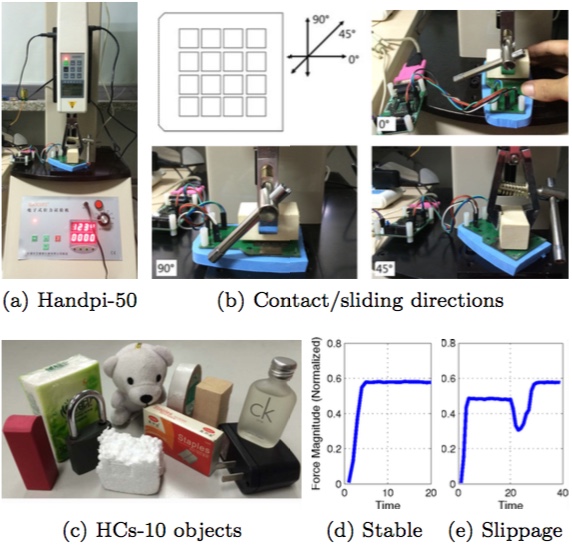 90°
45°
0°
0°
90°
45°
(a) Handpi-50
(b) Contact/sliding directions
ck
Staples
(c) HCs-10 objects
Force Magnitude (Normalized)
0.8
0.6
0.4
0.2
0
0
10
20
Time
(d) Stable
0.8
0.6
0.4
0.2
0
0
20
40
Time
(e) Slippage